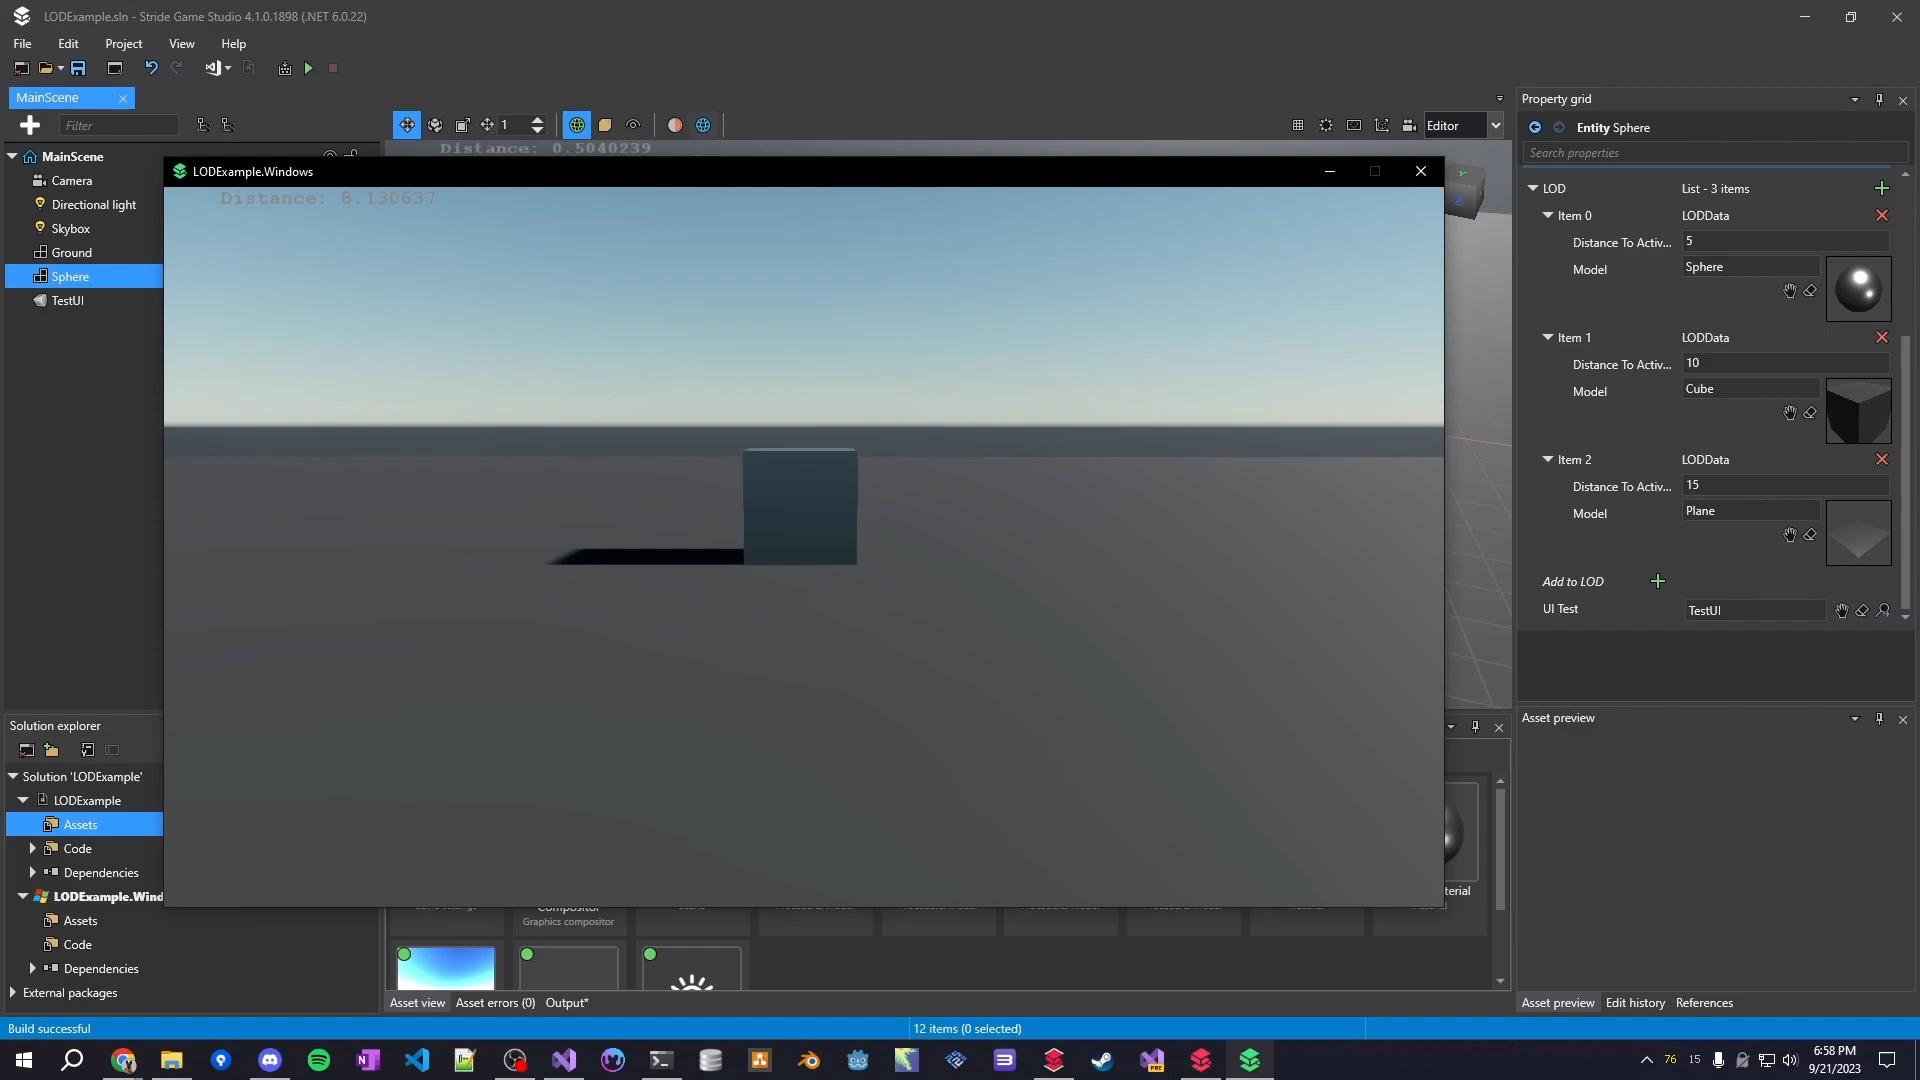 LODExample.sln - Stride Game Studio 4.1.0.1898 (.NET 6.0.22)
File Edit Project View Help
MainScene
Filter
1
Editor
MainScene
Camera
Directional light
Skybox
Ground
Sphere
TestUI
Distance: 0.5040239
LODExample.Windows
Distance: 8.130637
Y
-Z
Property grid
Entity Sphere
Search properties
LOD List - 3 items
Item 0 LODData
Distance To Activ... 5
Model Sphere
Item 1 LODData
Distance To Activ... 10
Model Cube
Item 2 LODData
Distance To Activ... 15
Model Plane
Add to LOD
UI Test TestUI
Solution explorer
Solution 'LODExample'
LODExample
Assets
Code
Dependencies
LODExample.Wind
Assets
Code
Dependencies
External packages
terial
Graphics compositor
Asset view Asset errors (0) Output*
Asset preview
Asset preview Edit history References
Build successful
12 items (0 selected)
76 15
6:58 PM
9/21/2023